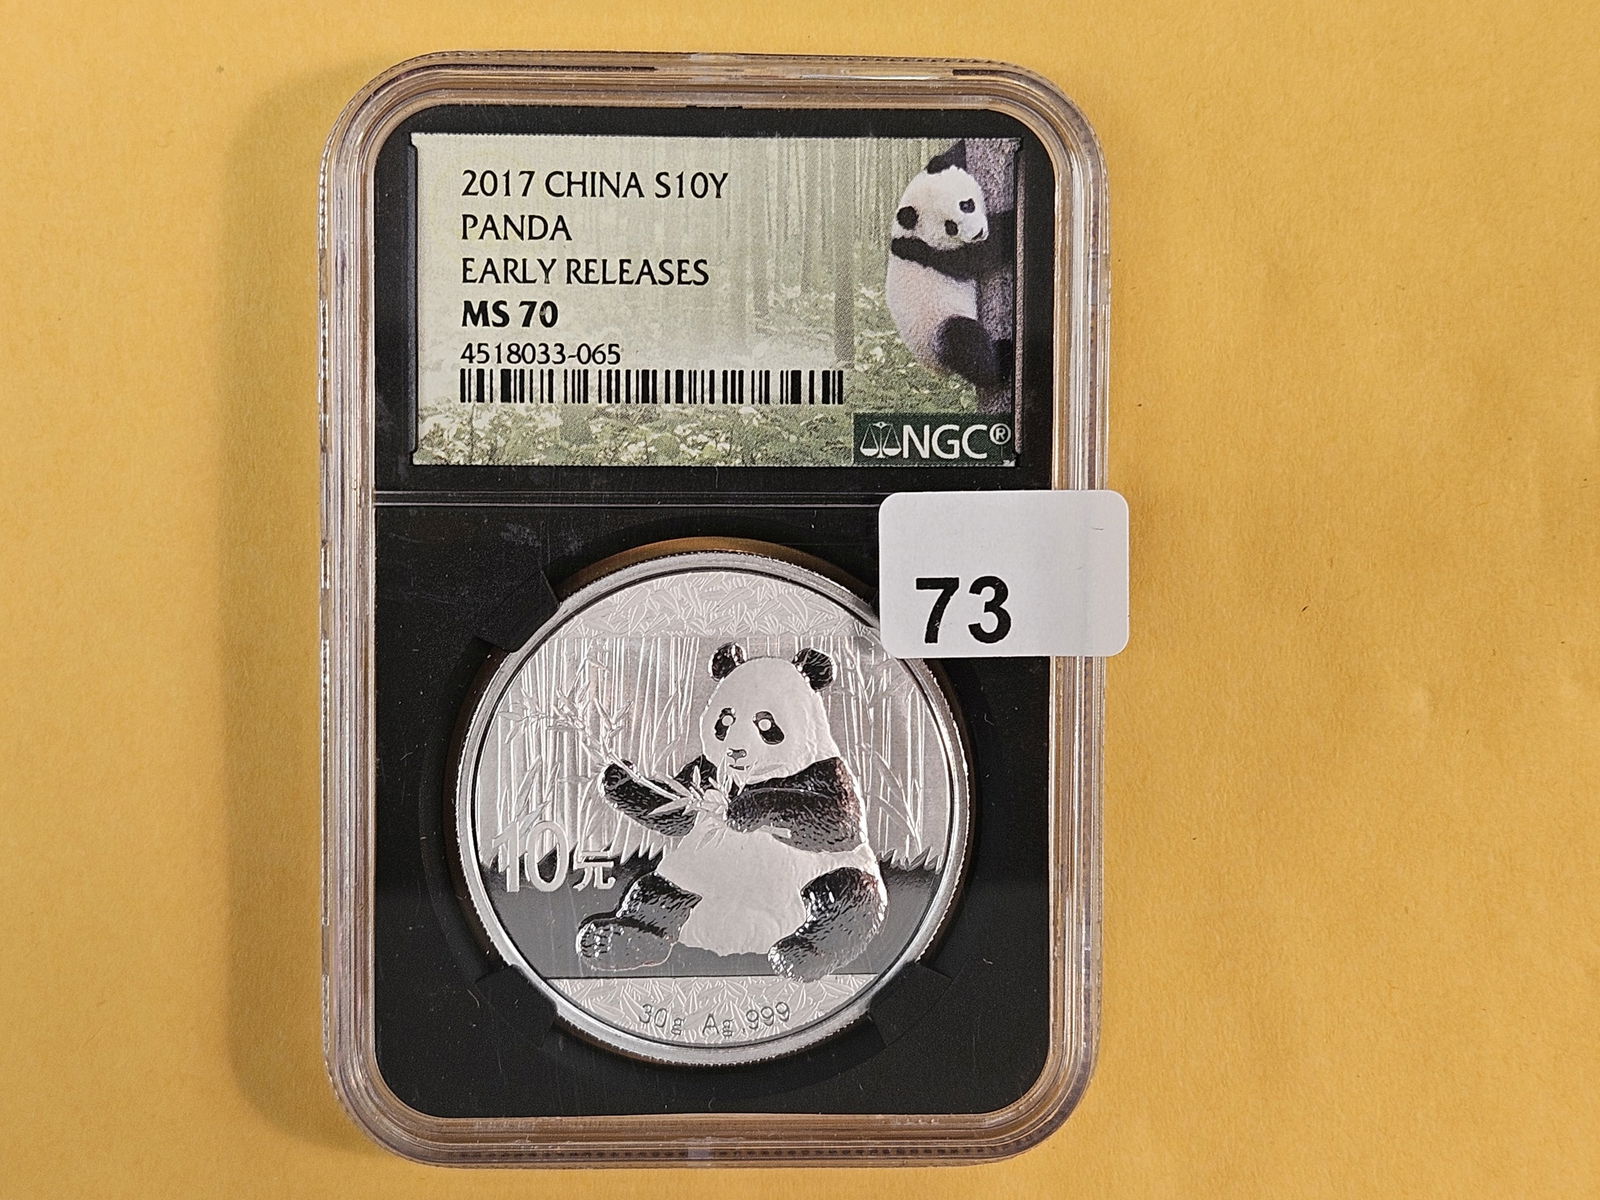 2017 CHINA S10Y
PANDA
EARLY RELEASES
MS 70
4518033-065
NGC®
73
10元
30g Ag .999